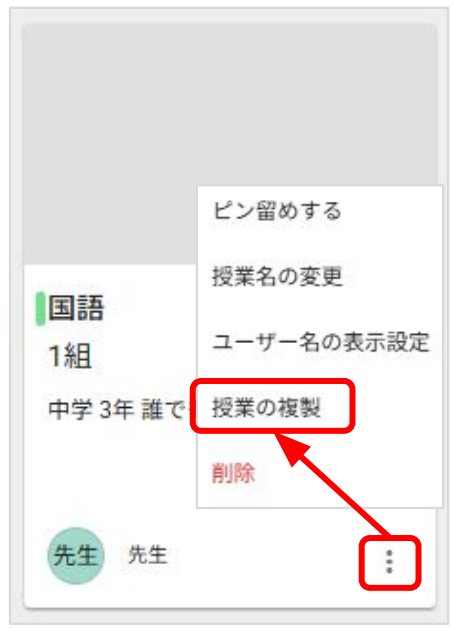 ピン留めする
授業名の変更
ユーザー名の表示設定
授業の複製
削除
国語
1組
中学 3年 誰で
先生 先生